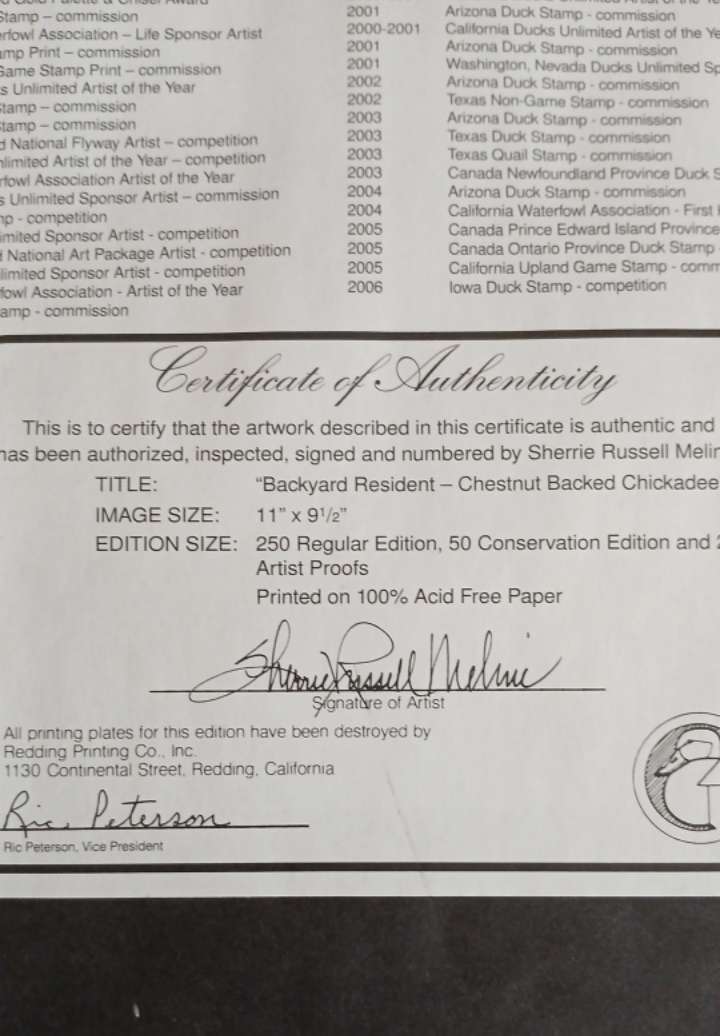 Stamp – commission
erfowl Association – Life Sponsor Artist
amp Print – commission
Game Stamp Print – commission
s Unlimited Artist of the Year
tamp – commission
tamp – commission
d National Flyway Artist – competition
nlimited Artist of the Year – competition
rfowl Association Artist of the Year
s Unlimited Sponsor Artist – commission
mp - competition
imited Sponsor Artist - competition
d National Art Package Artist - competition
limited Sponsor Artist - competition
fowl Association - Artist of the Year
amp - commission
2001 Arizona Duck Stamp - commission
2000-2001 California Ducks Unlimited Artist of the Ye
2001 Arizona Duck Stamp - commission
2001 Washington, Nevada Ducks Unlimited Sp
2002 Arizona Duck Stamp - commission
2002 Texas Non-Game Stamp - commission
2003 Arizona Duck Stamp - commission
2003 Texas Duck Stamp - commission
2003 Texas Quail Stamp - commission
2003 Canada Newfoundland Province Duck S
2004 Arizona Duck Stamp - commission
2004 California Waterfowl Association - First
2005 Canada Prince Edward Island Province
2005 Canada Ontario Province Duck Stamp
2005 California Upland Game Stamp - comm
2006 Iowa Duck Stamp - competition
Certificate of Authenticity
This is to certify that the artwork described in this certificate is authentic and
has been authorized, inspected, signed and numbered by Sherrie Russell Melin
TITLE: "Backyard Resident – Chestnut Backed Chickadee
IMAGE SIZE: 11" x 9 1/2"
EDITION SIZE: 250 Regular Edition, 50 Conservation Edition and 2
Artist Proofs
Printed on 100% Acid Free Paper
Sherrie Russell Meline
Signature of Artist
All printing plates for this edition have been destroyed by
Redding Printing Co., Inc.
1130 Continental Street, Redding, California
Ric Peterson
Ric Peterson, Vice President